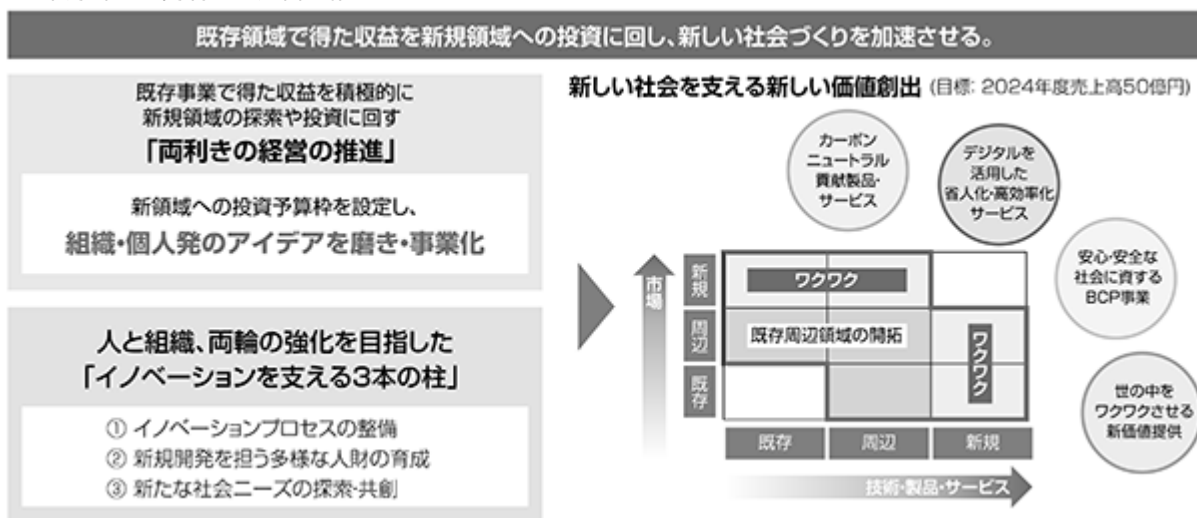 既存領域で得た収益を新規領域への投資に回し、新しい社会づくりを加速させる。
既存事業で得た収益を積極的に
新規領域の探索や投資に回す
「両利きの経営の推進」
新領域への投資予算枠を設定し、
組織・個人発のアイデアを磨き・事業化
人と組織、両輪の強化を目指した
「イノベーションを支える3本の柱」
① イノベーションプロセスの整備
② 新規開発を担う多様な人財の育成
③ 新たな社会ニーズの探索・共創
新しい社会を支える新しい価値創出 (目標: 2024年度売上高50億円)
カーボン
ニュートラル
貢献製品・
サービス
デジタルを
活用した
省人化・高効率化
サービス
安心・安全な
社会に資する
BCP事業
世の中を
ワクワクさせる
新価値提供
市場
新規
周辺
既存
ワクワク
既存周辺領域の開拓
ワクワク
既存
周辺
新規
技術・製品・サービス